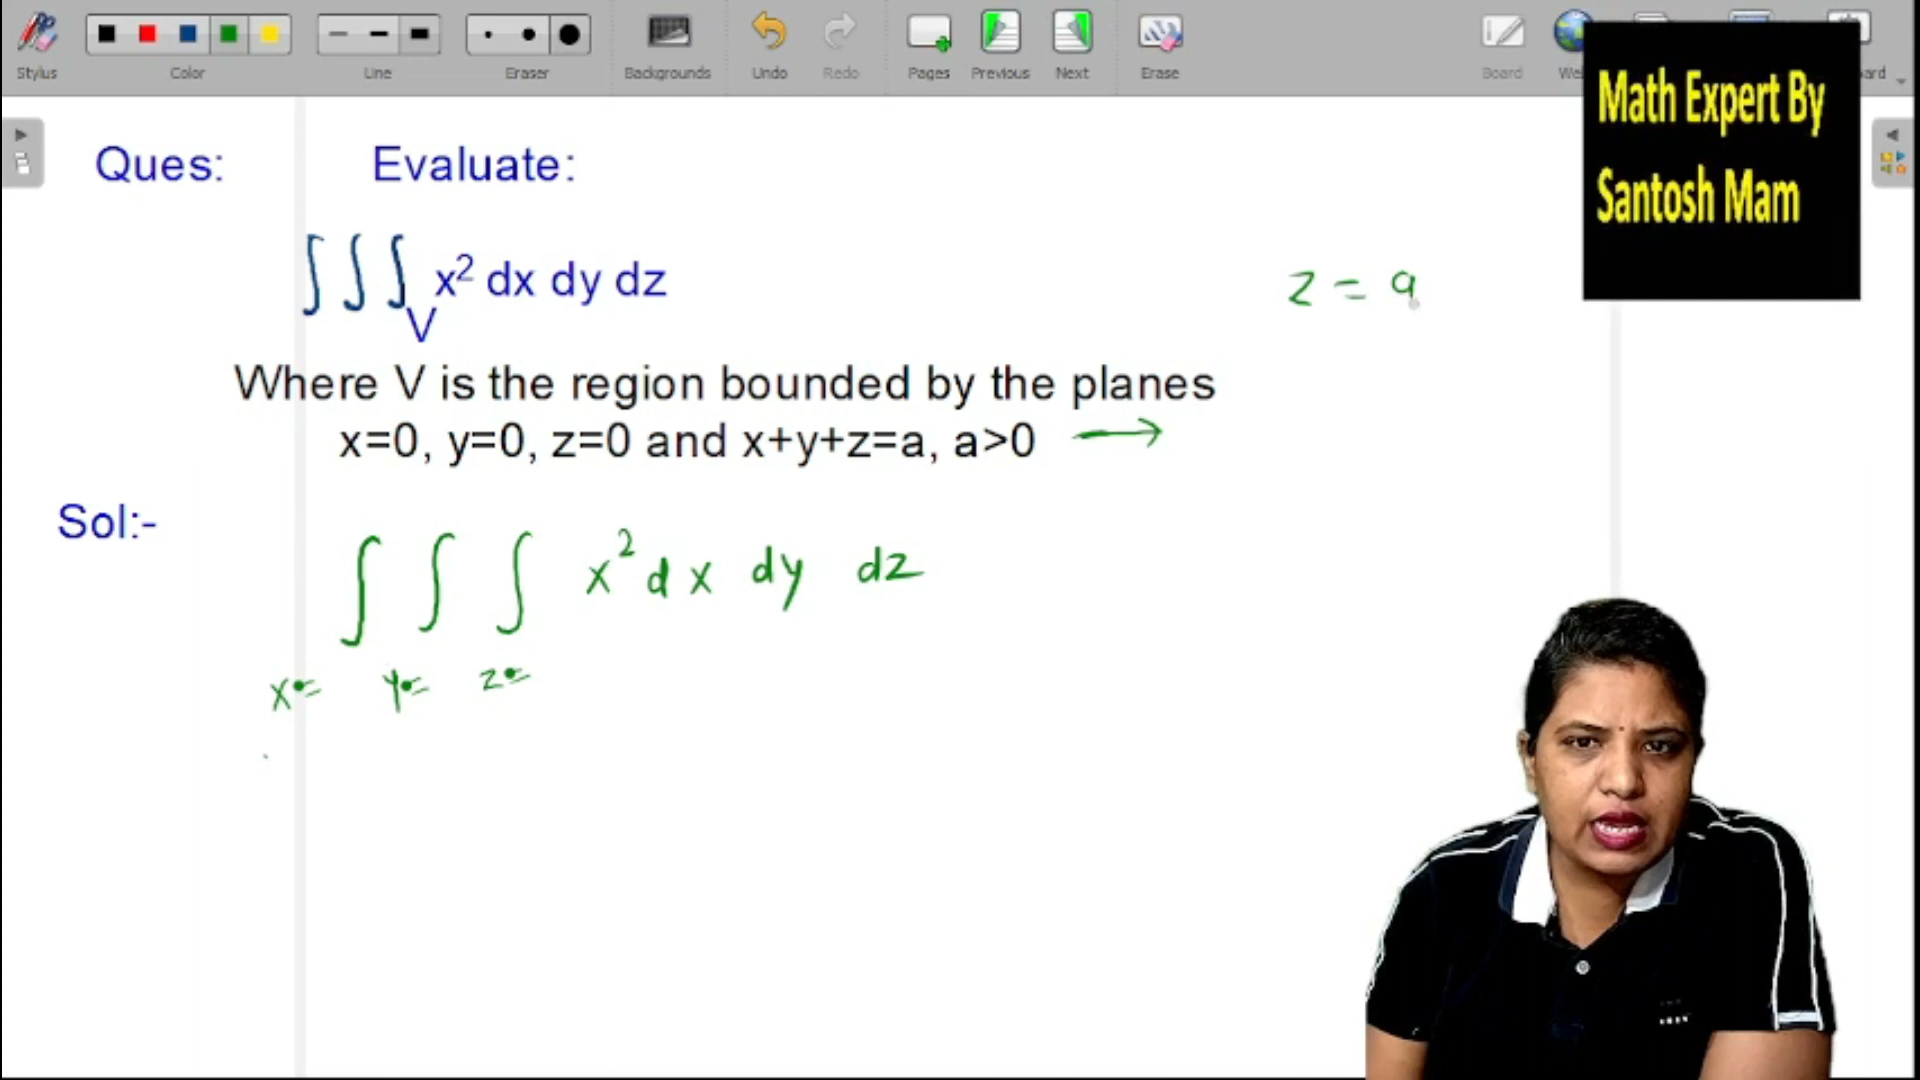 Stylus Color Line Eraser Backgrounds Undo Redo Pages Previous Next Erase Board
Math Expert By
Santosh Mam
Ques: Evaluate:
∫∫∫ x² dx dy dz
V
z = a
Where V is the region bounded by the planes
x=0, y=0, z=0 and x+y+z=a, a>0 →
Sol:-
∫ ∫ ∫ x² dx dy dz
x= y= z=